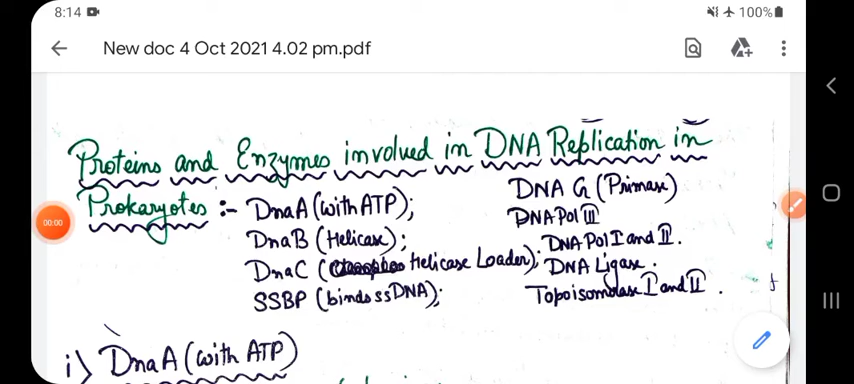 8:14 100%
New doc 4 Oct 2021 4.02 pm.pdf
Proteins and Enzymes involved in DNA Replication in
Prokaryotes :- DnaA (with ATP);
DnaB (Helicase);
DnaC (Helicase Loader);
SSBP (binds ssDNA);
DNA G (Primase)
DNA Pol III
DNA Pol I and II.
DNA Ligase.
Topoisomolase I and II.
00:00
i) DnaA (with ATP)